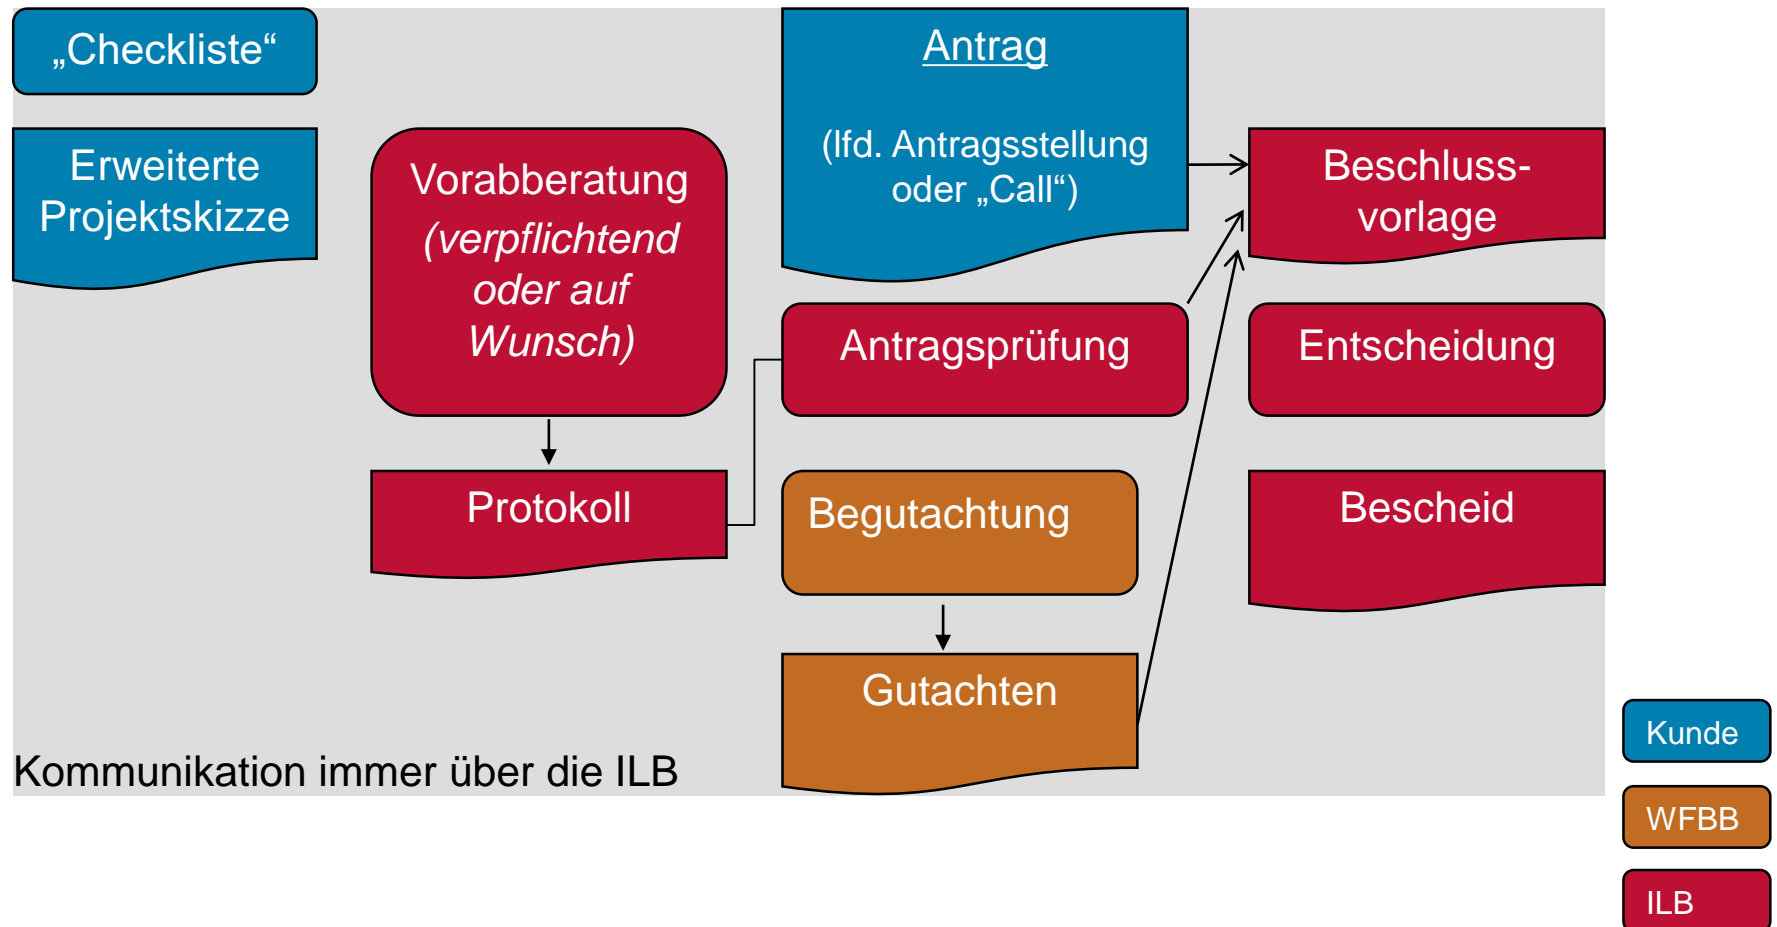 „Checkliste“
Erweiterte
Projektskizze
Vorabberatung
(verpflichtend
oder auf
Wunsch)
Protokoll
Antrag
(lfd. Antragsstellung
oder „Call“)
Antragsprüfung
Begutachtung
Gutachten
Beschluss-
vorlage
Entscheidung
Bescheid
Kommunikation immer über die ILB
Kunde
WFBB
ILB